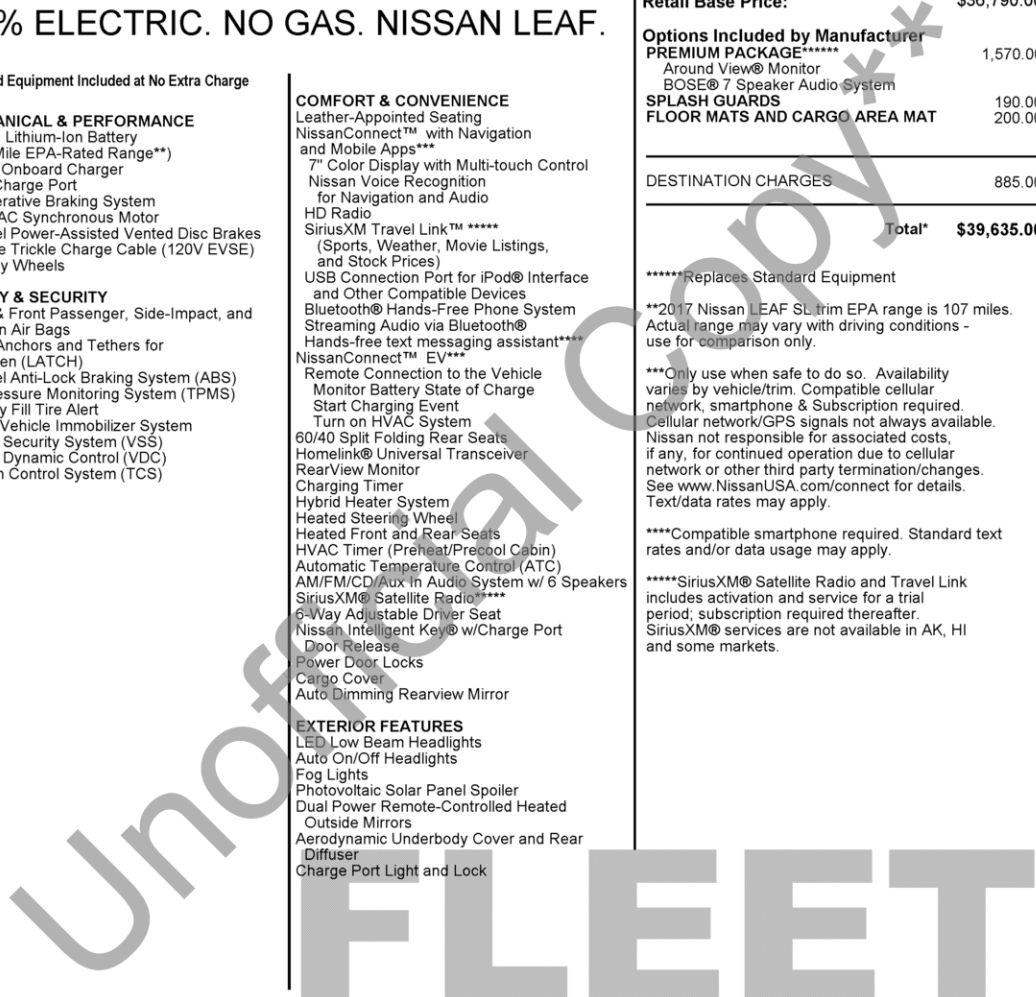 % ELECTRIC. NO GAS. NISSAN LEAF.
Equipment Included at No Extra Charge
& PERFORMANCE
Lithium-Ion Battery
EPA-Rated Range**)
Onboard Charger
Charge Port
Braking System
AC Synchronous Motor
Power-Assisted Vented Disc Brakes
Trickle Charge Cable (120V EVSE)
Wheels
& SECURITY
& Front Passenger, Side-Impact, and
Air Bags
Anchors and Tethers for
(LATCH)
Anti-Lock Braking System (ABS)
Monitoring System (TPMS)
Fill Tire Alert
Vehicle Immobilizer System
Security System (VSS)
Dynamic Control (VDC)
Control System (TCS)
COMFORT & CONVENIENCE
Leather-Appointed Seating
NissanConnect™ with Navigation
and Mobile Apps***
7" Color Display with Multi-touch Control
Nissan Voice Recognition
for Navigation and Audio
HD Radio
SiriusXM Travel Link™ *****
(Sports, Weather, Movie Listings,
and Stock Prices)
USB Connection Port for iPod® Interface
and Other Compatible Devices
Bluetooth® Hands-Free Phone System
Streaming Audio via Bluetooth®
Hands-free text messaging assistant****
NissanConnect™ EV***
Remote Connection to the Vehicle
Monitor Battery State of Charge
Start Charging Event
Turn on HVAC System
60/40 Split Folding Rear Seats
Homelink® Universal Transceiver
RearView Monitor
Charging Timer
Hybrid Heater System
Heated Steering Wheel
Heated Front and Rear Seats
HVAC Timer (Preheat/Precool Cabin)
Automatic Temperature Control (ATC)
AM/FM/CD/Aux-in Audio System w/ 6 Speakers
SiriusXM® Satellite Radio*****
6-Way Adjustable Driver Seat
Nissan Intelligent Key® w/Charge Port
Door Release
Power Door Locks
Cargo Cover
Auto Dimming Rearview Mirror
EXTERIOR FEATURES
LED Low Beam Headlights
Auto On/Off Headlights
Fog Lights
Photovoltaic Solar Panel Spoiler
Dual Power Remote-Controlled Heated
Outside Mirrors
Aerodynamic Underbody Cover and Rear
Diffuser
Charge Port Light and Lock
Retail Base Price: $36,790.00
Options Included by Manufacturer
PREMIUM PACKAGE****** 1,570.00
Around View® Monitor
BOSE® 7 Speaker Audio System
SPLASH GUARDS 190.00
FLOOR MATS AND CARGO AREA MAT 200.00
DESTINATION CHARGES 885.00
Total* $39,635.00
******Replaces Standard Equipment
**2017 Nissan LEAF SL trim EPA range is 107 miles.
Actual range may vary with driving conditions -
use for comparison only.
***Only use when safe to do so. Availability
varies by vehicle/trim. Compatible cellular
network, smartphone & Subscription required.
Cellular network/GPS signals not always available.
Nissan not responsible for associated costs,
if any, for continued operation due to cellular
network or other third party termination/changes.
See www.NissanUSA.com/connect for details.
Text/data rates may apply.
****Compatible smartphone required. Standard text
rates and/or data usage may apply.
*****SiriusXM® Satellite Radio and Travel Link
includes activation and service for a trial
period; subscription required thereafter.
SiriusXM® services are not available in AK, HI
and some markets.
Unofficial Copy**
FLEET